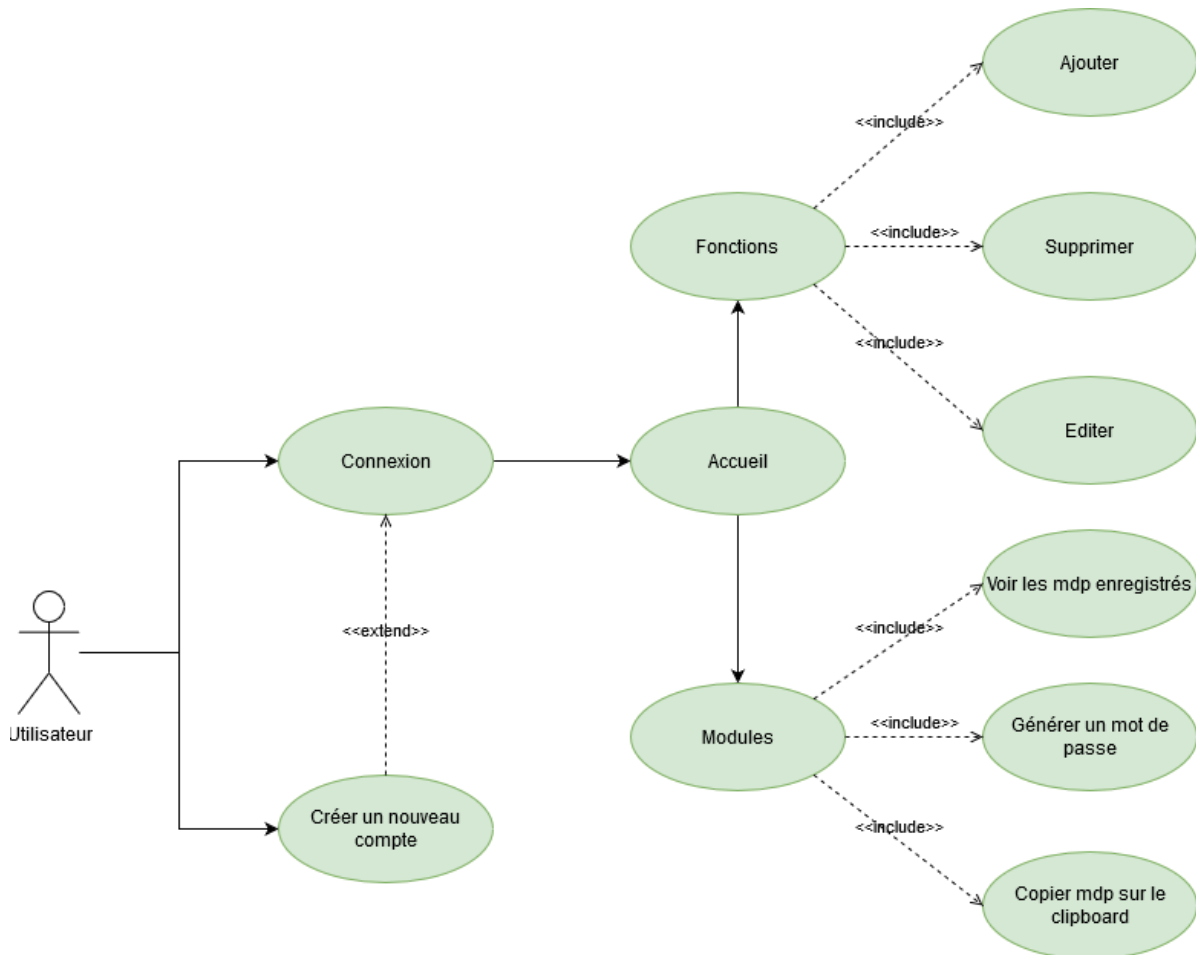 Ajouter
<<include>>
Fonctions
<<include>>
Supprimer
<<include>>
Editer
Connexion
Accueil
Voir les mdp enregistrés
<<include>>
<<extend>>
Utilisateur
Modules
<<include>>
Générer un mot de
passe
Créer un nouveau
compte
<<include>>
Copier mdp sur le
clipboard